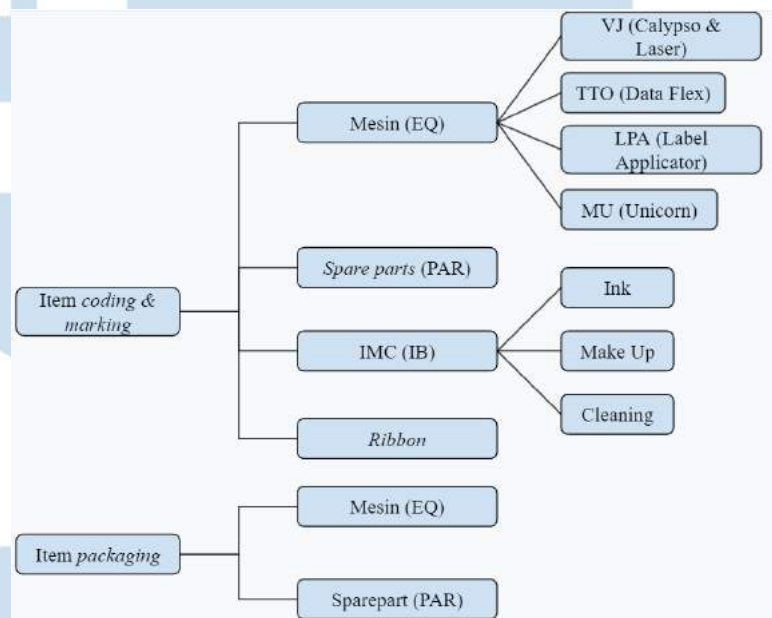 VJ (Calypso &
Laser)
TTO (Data Flex)
Mesin (EQ)
LPA (Label
Applicator)
MU (Unicorn)
Spare parts (PAR)
Ink
Item coding &
marking
IMC (IB)
Make Up
Cleaning
Ribbon
Mesin (EQ)
Item packaging
Sparepart (PAR)